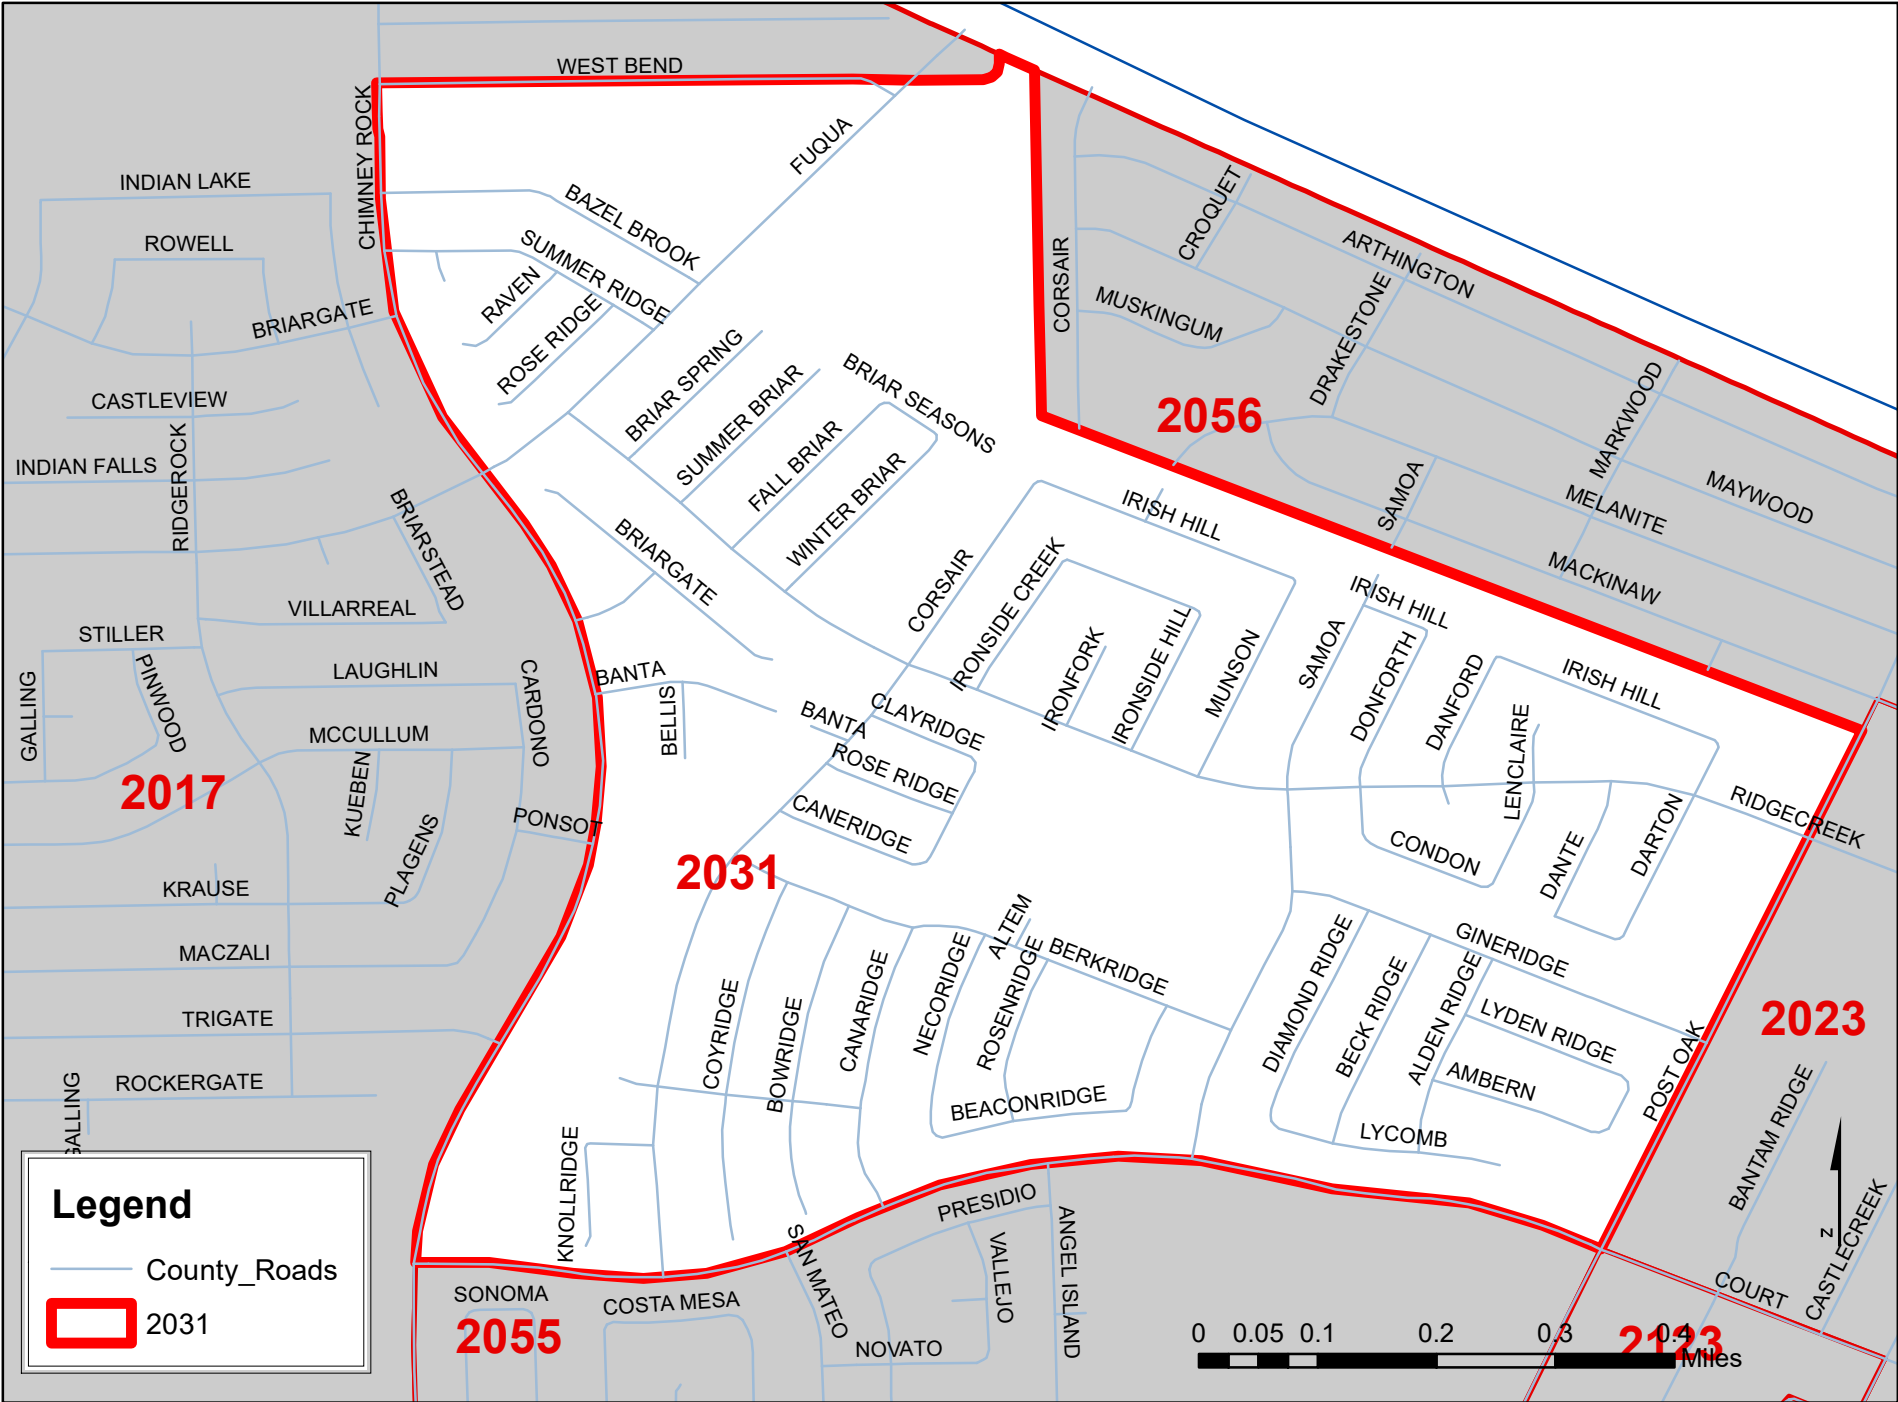 WEST BEND
CHIMNEY ROCK
FUQUA
INDIAN LAKE
ROWELL
BRIARGATE
CASTLEVIEW
INDIAN FALLS
RIDGEROCK
BRIARSTEAD
VILLARREAL
STILLER
PINWOOD
GALLING
LAUGHLIN
CARDONO
MCCULLUM
KUEBEN
PLAGENS
PONSOT
2017
KRAUSE
MACZALI
TRIGATE
ROCKERGATE
GALLING
BAZEL BROOK
SUMMER RIDGE
RAVEN
ROSE RIDGE
BRIAR SPRING
SUMMER BRIAR
FALL BRIAR
WINTER BRIAR
BRIAR SEASONS
BRIARGATE
BANTA
BELLIS
BANTA
CLAYRIDGE
ROSE RIDGE
CANERIDGE
2031
CORSAIR
IRONSIDE CREEK
IRONFORK
IRONSIDE HILL
MUNSON
IRISH HILL
SAMOA
IRISH HILL
DONFORTH
DANFORD
LENCLAIRE
IRISH HILL
CONDON
DANTE
DARTON
RIDGECREEK
CORSAIR
CROQUET
ARTHINGTON
MUSKINGUM
DRAKESTONE
2056
MARKWOOD
SAMOA
MELANITE
MAYWOOD
MACKINAW
COYRIDGE
BOWRIDGE
CANARIDGE
NECORIDGE
ALTEM
ROSENRIDGE
BERKRIDGE
BEACONRIDGE
KNOLLRIDGE
DIAMOND RIDGE
BECK RIDGE
ALDEN RIDGE
GINERIDGE
LYDEN RIDGE
AMBERN
LYCOMB
POST OAK
2023
BANTAM RIDGE
CASTLECREEK
COURT
2123
PRESIDIO
SAN MATEO
VALLEJO
ANGEL ISLAND
NOVATO
SONOMA
COSTA MESA
2055
Legend
County_Roads
2031
0 0.05 0.1 0.2 0.3 0.4
Miles
N